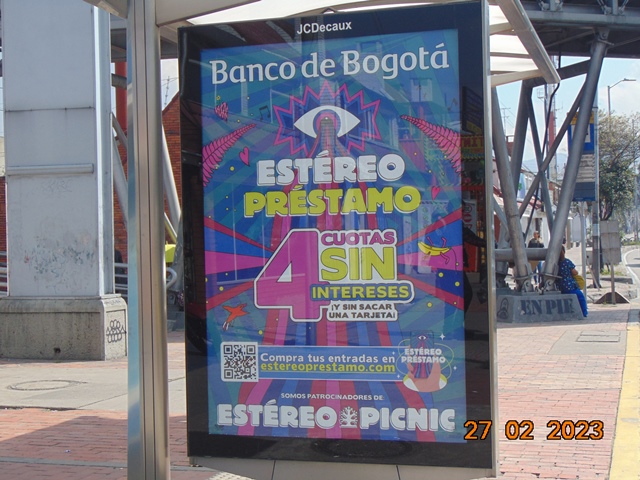 JCDecaux
Banco de Bogotá
ESTÉREO
PRÉSTAMO
4 CUOTAS
SIN
INTERESES
¡Y SIN SACAR
UNA TARJETA!
Compra tus entradas en
estereoprestamo.com
ESTÉREO
PRÉSTAMO
SOMOS PATROCINADORES DE
ESTÉREO PICNIC
EN PIE
27 02 2023